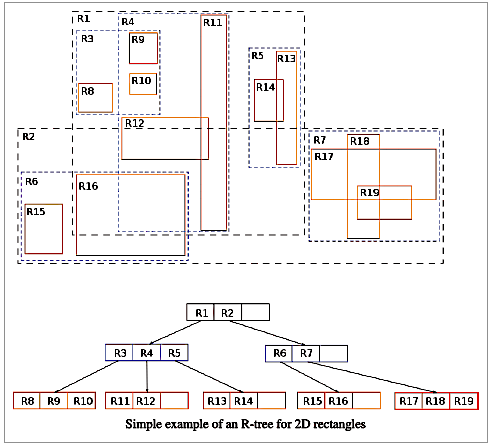 R1 R4 R11
R3 R9
R5 R13
R10
R8 R14
R12
R2 R7 R18
R17
R6 R16
R15 R19
R1 R2
R3 R4 R5 R6 R7
R8 R9 R10 R11 R12 R13 R14 R15 R16 R17 R18 R19
Simple example of an R-tree for 2D rectangles